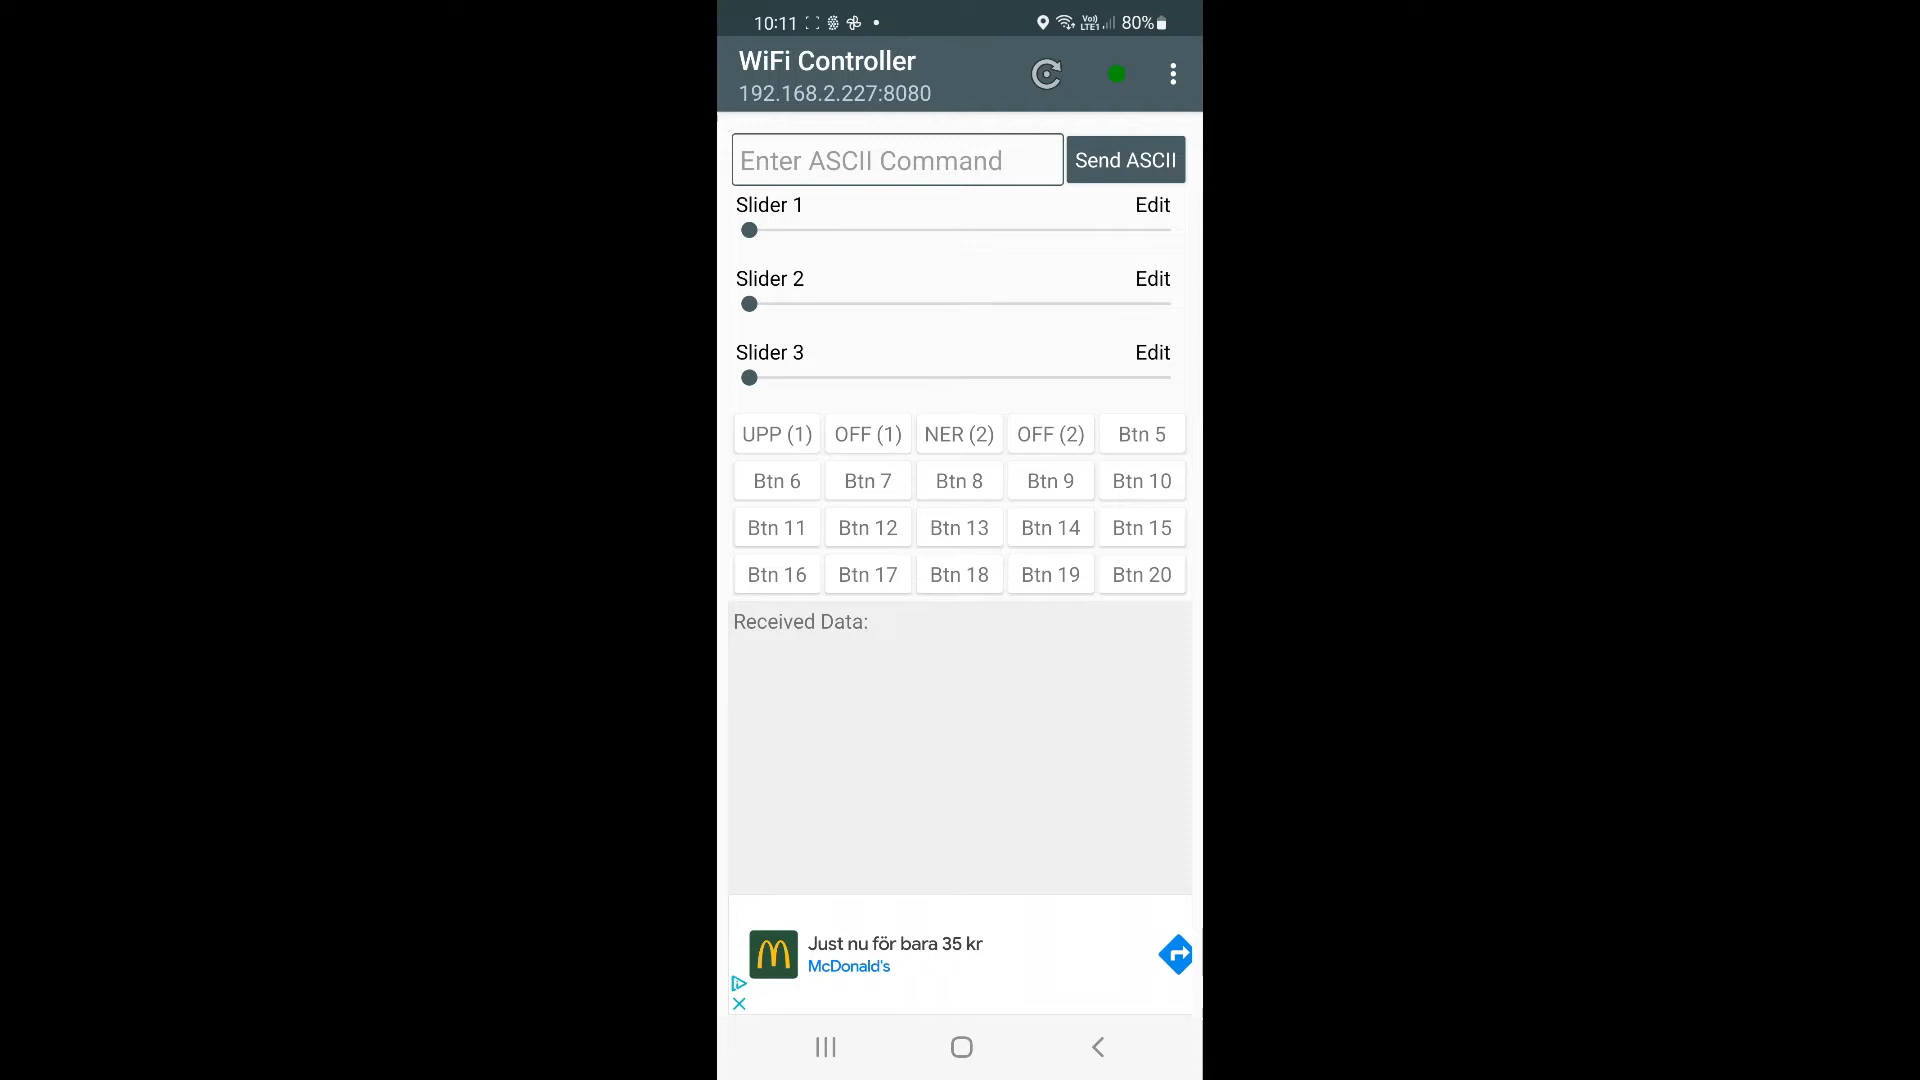 10:11 Vo)) LTE1 80%
WiFi Controller
192.168.2.227:8080
Enter ASCII Command Send ASCII
Slider 1 Edit
Slider 2 Edit
Slider 3 Edit
UPP (1) OFF (1) NER (2) OFF (2) Btn 5
Btn 6 Btn 7 Btn 8 Btn 9 Btn 10
Btn 11 Btn 12 Btn 13 Btn 14 Btn 15
Btn 16 Btn 17 Btn 18 Btn 19 Btn 20
Received Data:
Just nu för bara 35 kr
McDonald's